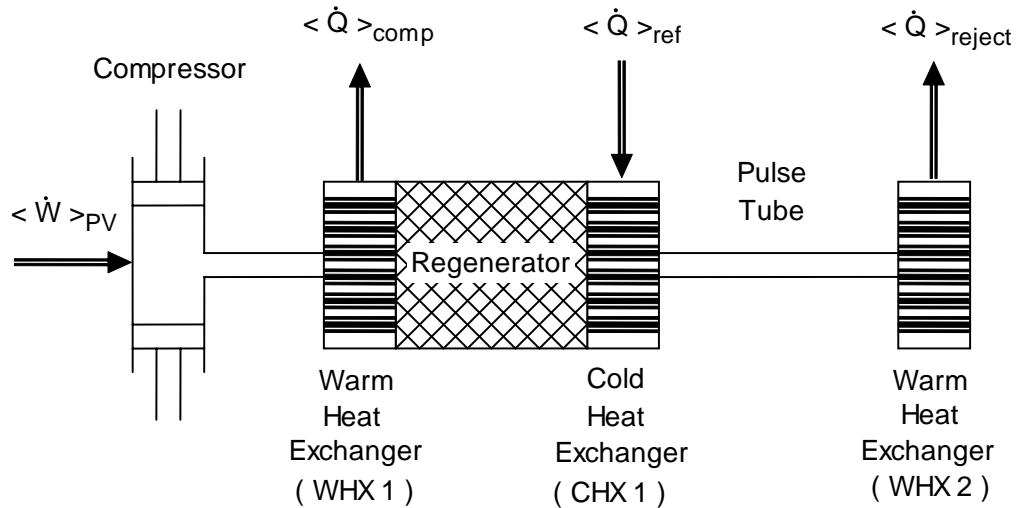 < Q̇ >comp
< Q̇ >ref
< Q̇ >reject
Compressor
< Ẇ >PV
Pulse
Tube
Regenerator
Warm
Heat
Exchanger
( WHX 1 )
Cold
Heat
Exchanger
( CHX 1 )
Warm
Heat
Exchanger
( WHX 2 )